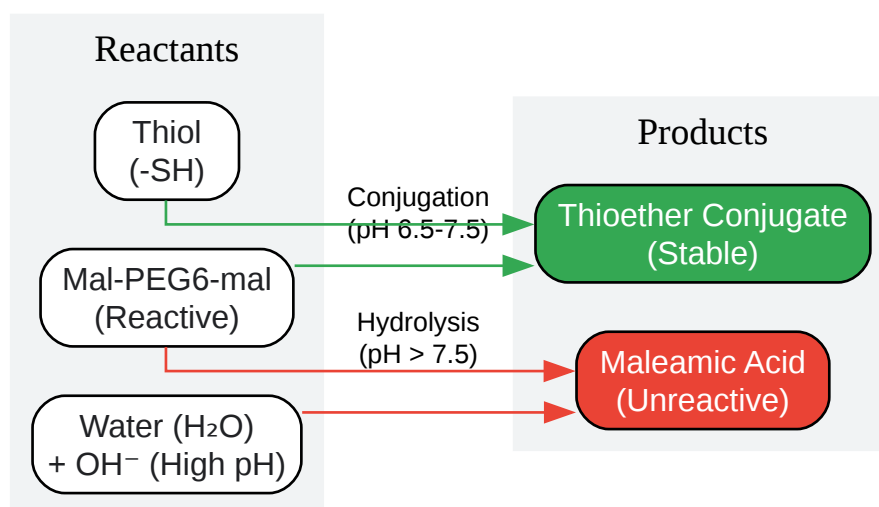 Reactants
Thiol
(-SH)
Mal-PEG6-mal
(Reactive)
Water (H₂O)
+ OH⁻ (High pH)
Conjugation
(pH 6.5-7.5)
Hydrolysis
(pH > 7.5)
Products
Thioether Conjugate
(Stable)
Maleamic Acid
(Unreactive)